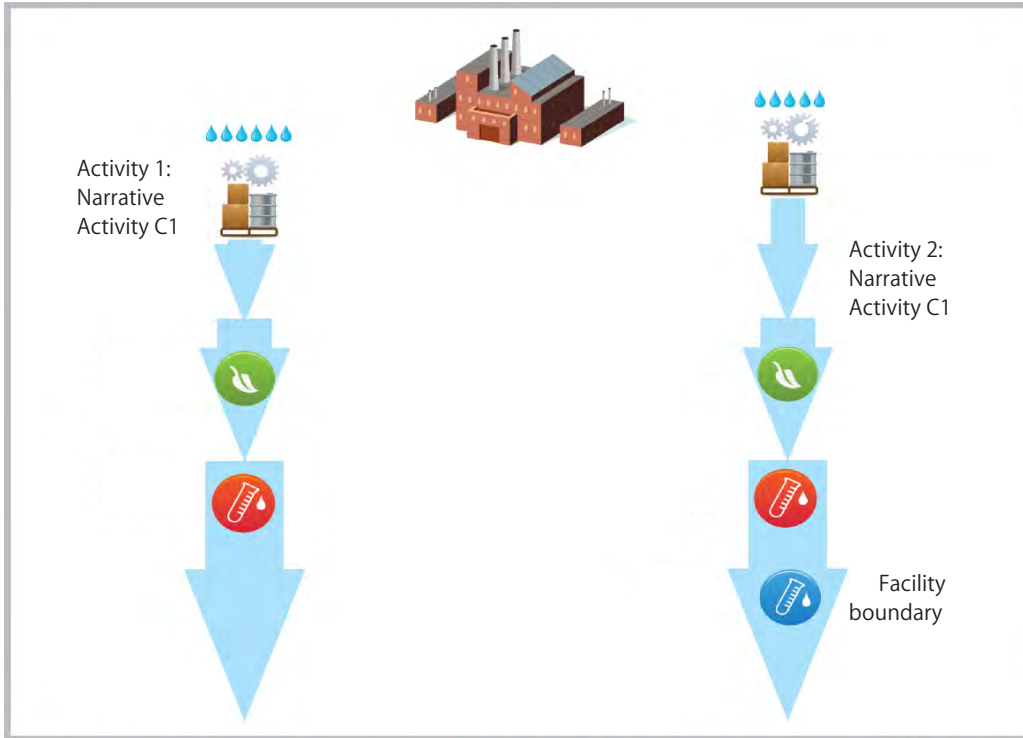 Activity 1:
Narrative
Activity C1
Activity 2:
Narrative
Activity C1
Facility
boundary